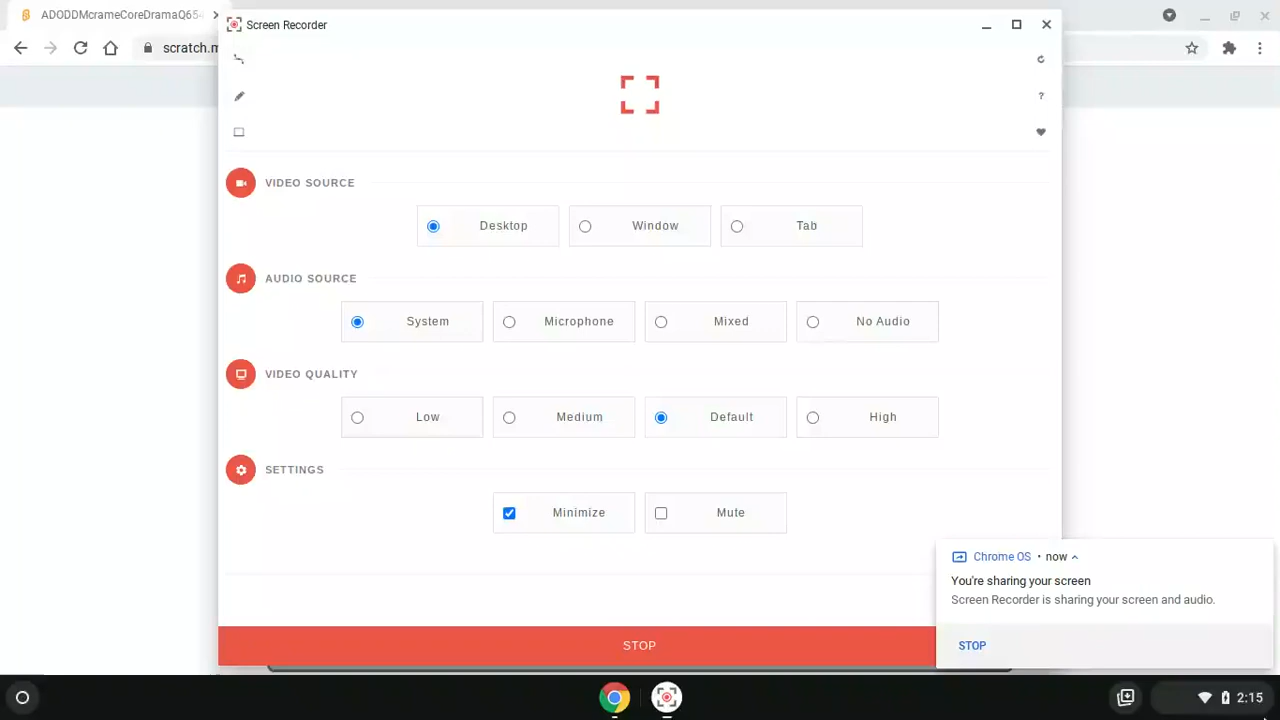 ADODDMcrameCoreDramaQ65
Screen Recorder
scratch.m
?
VIDEO SOURCE
Desktop
Window
Tab
AUDIO SOURCE
System
Microphone
Mixed
No Audio
VIDEO QUALITY
Low
Medium
Default
High
SETTINGS
Minimize
Mute
Chrome OS • now
You're sharing your screen
Screen Recorder is sharing your screen and audio.
STOP
STOP
2:15